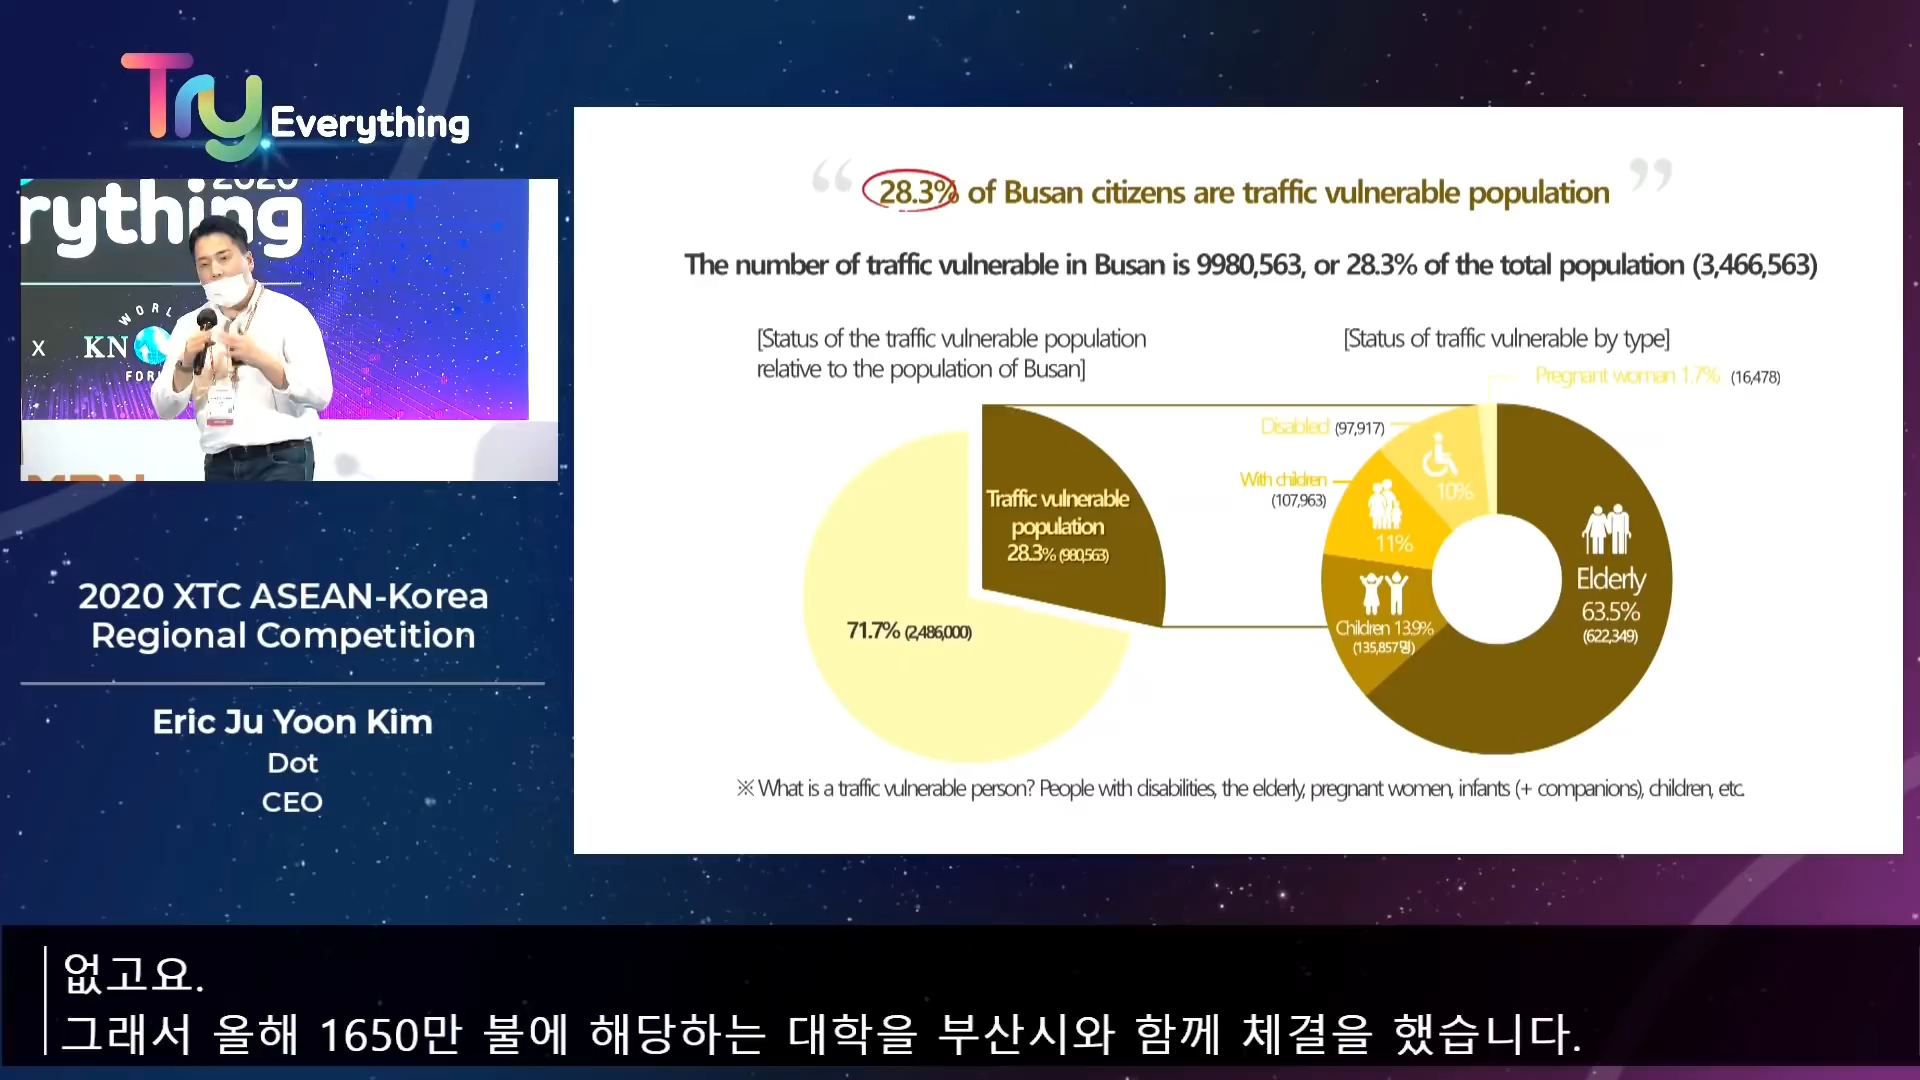 Try Everything
2020
rything
WORL
x KN
FOR
2020 XTC ASEAN-Korea
Regional Competition
Eric Ju Yoon Kim
Dot
CEO
“ 28.3% of Busan citizens are traffic vulnerable population ”
The number of traffic vulnerable in Busan is 9980,563, or 28.3% of the total population (3,466,563)
[Status of the traffic vulnerable population
relative to the population of Busan]
Traffic vulnerable
population
28.3% (980,563)
71.7% (2,486,000)
[Status of traffic vulnerable by type]
Pregnant woman 1.7% (16,478)
Disabled (97,917)
10%
With children
(107,963)
11%
Children 13.9%
(135,857명)
Elderly
63.5%
(622,349)
※ What is a traffic vulnerable person? People with disabilities, the elderly, pregnant women, infants (+ companions), children, etc.
없고요.
그래서 올해 1650만 불에 해당하는 대학을 부산시와 함께 체결을 했습니다.